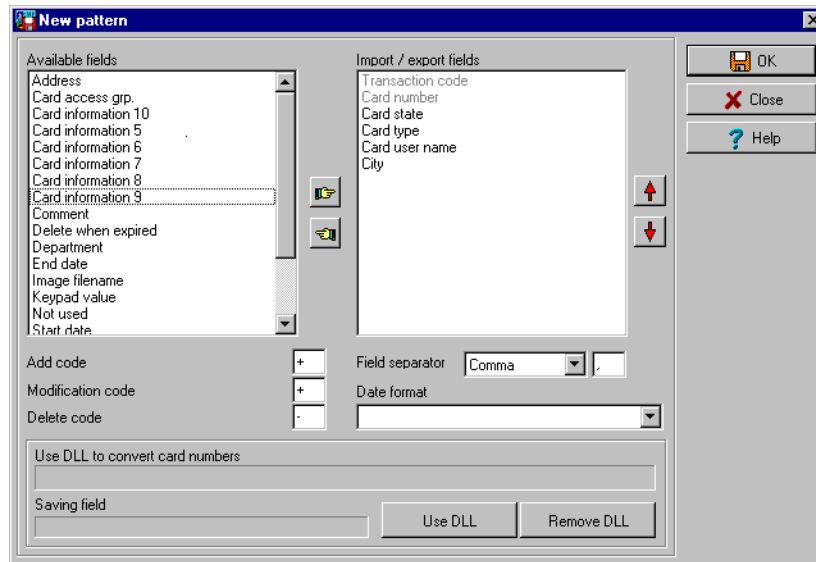 New pattern
Available fields
Address
Card access grp.
Card information 10
Card information 5
Card information 6
Card information 7
Card information 8
Card information 9
Comment
Delete when expired
Department
End date
Image filename
Keypad value
Not used
Start date
Import / export fields
Transaction code
Card number
Card state
Card type
Card user name
City
OK
Close
? Help
Add code +
Modification code +
Delete code -
Field separator Comma ,
Date format
Use DLL to convert card numbers
Saving field
Use DLL
Remove DLL